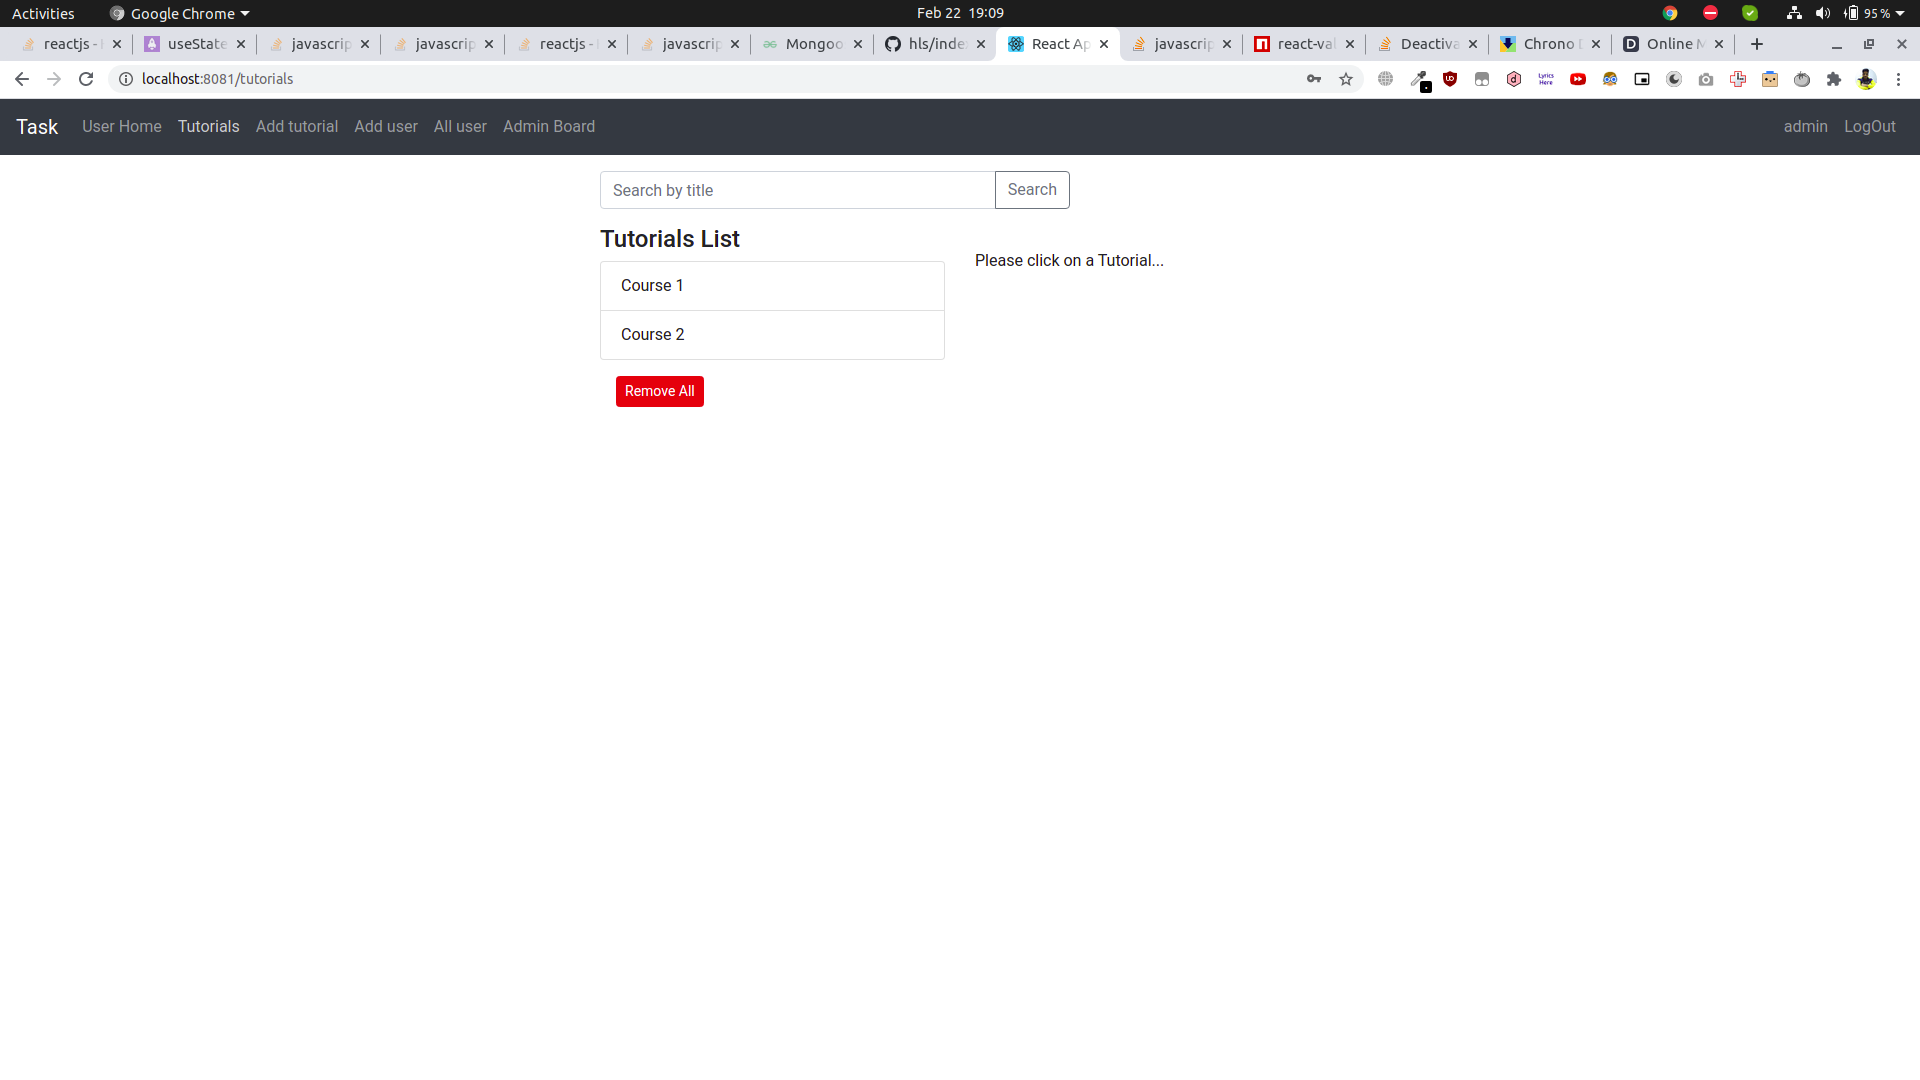 Activities Google Chrome Feb 22 19:09 95 %
reactjs - useState javascrip javascrip reactjs - javascrip Mongoo hls/inde React Ap javascrip react-val Deactiva Chrono Online M
localhost:8081/tutorials
Task User Home Tutorials Add tutorial Add user All user Admin Board admin LogOut
Search by title Search
Tutorials List
Please click on a Tutorial...
Course 1
Course 2
Remove All